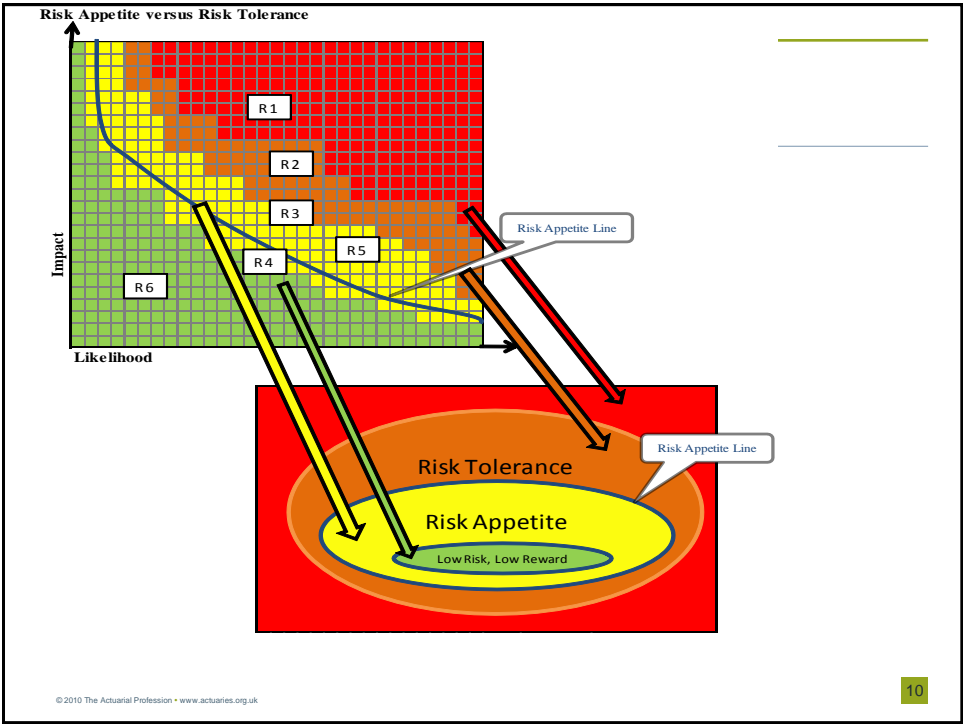 Risk Appetite versus Risk Tolerance
R1
R2
R3
R4
R5
R6
Risk Appetite Line
Impact
Likelihood
Risk Appetite Line
Risk Tolerance
Risk Appetite
Low Risk, Low Reward
© 2010 The Actuarial Profession • www.actuaries.org.uk
10